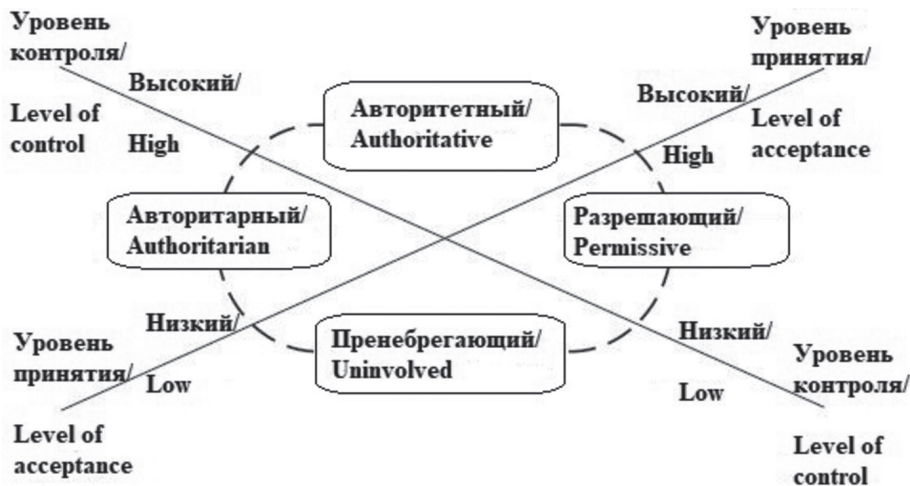 Уровень
контроля/
Level of
control
Высокий/
High
Авторитетный/
Authoritative
Уровень
принятия/
Level of
acceptance
Высокий/
High
Авторитарный/
Authoritarian
Разрешающий/
Permissive
Пренебрегающий/
Uninvolved
Уровень
принятия/
Level of
acceptance
Низкий/
Low
Низкий/
Low
Уровень
контроля/
Level of
control